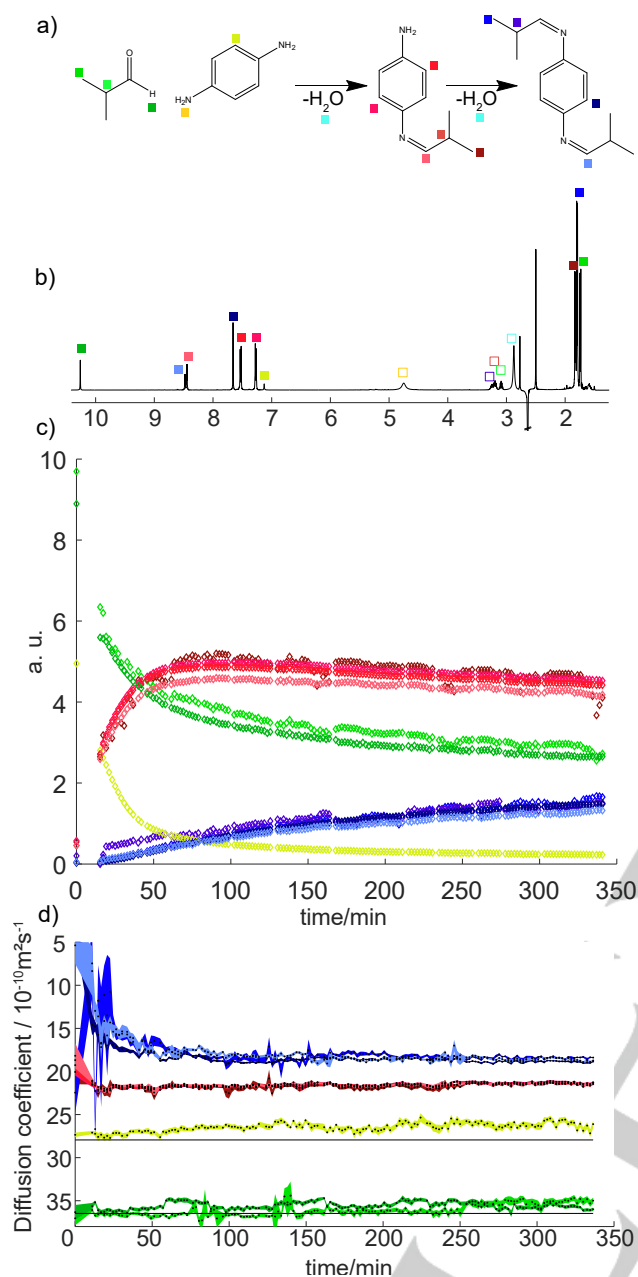 a)
O
H
NH₂
H₂N
-H₂O
NH₂
N
-H₂O
N
N
b)
10 9 8 7 6 5 4 3 2
c)
10
8
6
4
2
0
a. u.
0 50 100 150 200 250 300 350
time/min
d)
5
15
20
25
30
35
Diffusion coefficient / 10⁻¹⁰m²s⁻¹
0 50 100 150 200 250 300 350
time/min